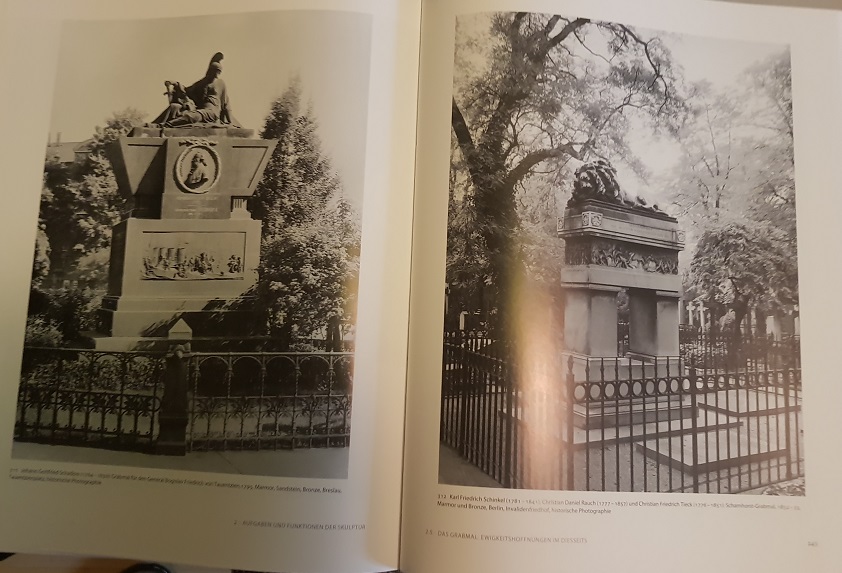 Johann Gottfried Schadow Grabmal für den General Bogislav Friedrich von Tauentzien, 1795, Marmor, Sandstein, Bronze, Breslau,
Tauentzienplatz, historische Photographie
2 AUFGABEN UND FUNKTIONEN DER SKULPTUR
312 Karl Friedrich Schinkel (1781 – 1841), Christian Daniel Rauch (1777 – 1857) und Christian Friedrich Tieck (1776 – 1851): Scharnhorst-Grabmal,
Marmor und Bronze, Berlin, Invalidenfriedhof, historische Photographie
DAS GRABMAL: EWIGKEITSHOFFNUNGEN IM DIESSEITS